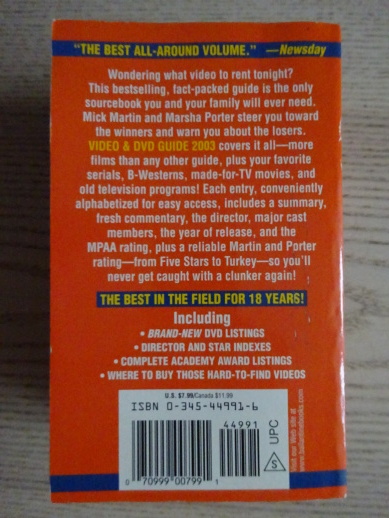 "THE BEST ALL-AROUND VOLUME." —Newsday
Wondering what video to rent tonight?
This bestselling, fact-packed guide is the only
sourcebook you and your family will ever need.
Mick Martin and Marsha Porter steer you toward
the winners and warn you about the losers.
VIDEO & DVD GUIDE 2003 covers it all—more
films than any other guide, plus your favorite
serials, B-Westerns, made-for-TV movies, and
old television programs! Each entry, conveniently
alphabetized for easy access, includes a summary,
fresh commentary, the director, major cast
members, the year of release, and the
MPAA rating, plus a reliable Martin and Porter
rating—from Five Stars to Turkey—so you'll
never get caught with a clunker again!
THE BEST IN THE FIELD FOR 18 YEARS!
Including
• BRAND-NEW DVD LISTINGS
• DIRECTOR AND STAR INDEXES
• COMPLETE ACADEMY AWARD LISTINGS
• WHERE TO BUY THOSE HARD-TO-FIND VIDEOS
U.S. $7.99/Canada $11.99
ISBN 0-345-44991-6
44991
0 70999 00799 1
S UPC
Visit our Web site at
www.ballantinebooks.com